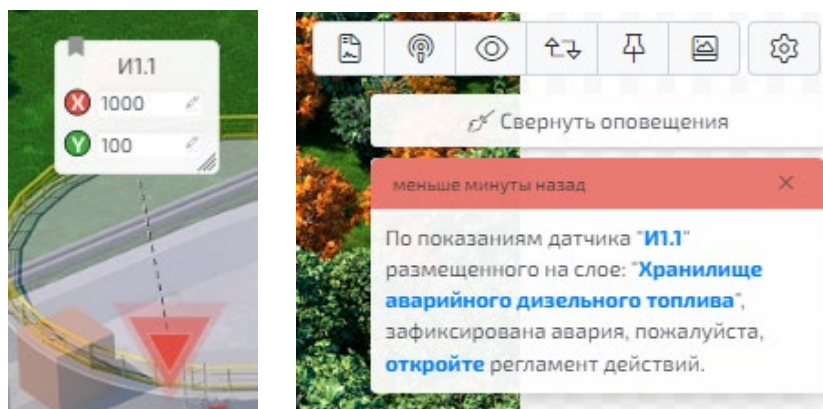 И1.1
X 1000
Y 100
Свернуть оповещения
меньше минуты назад
По показаниям датчика "И1.1"
размещенного на слое: "Хранилище
аварийного дизельного топлива",
зафиксирована авария, пожалуйста,
откройте регламент действий.